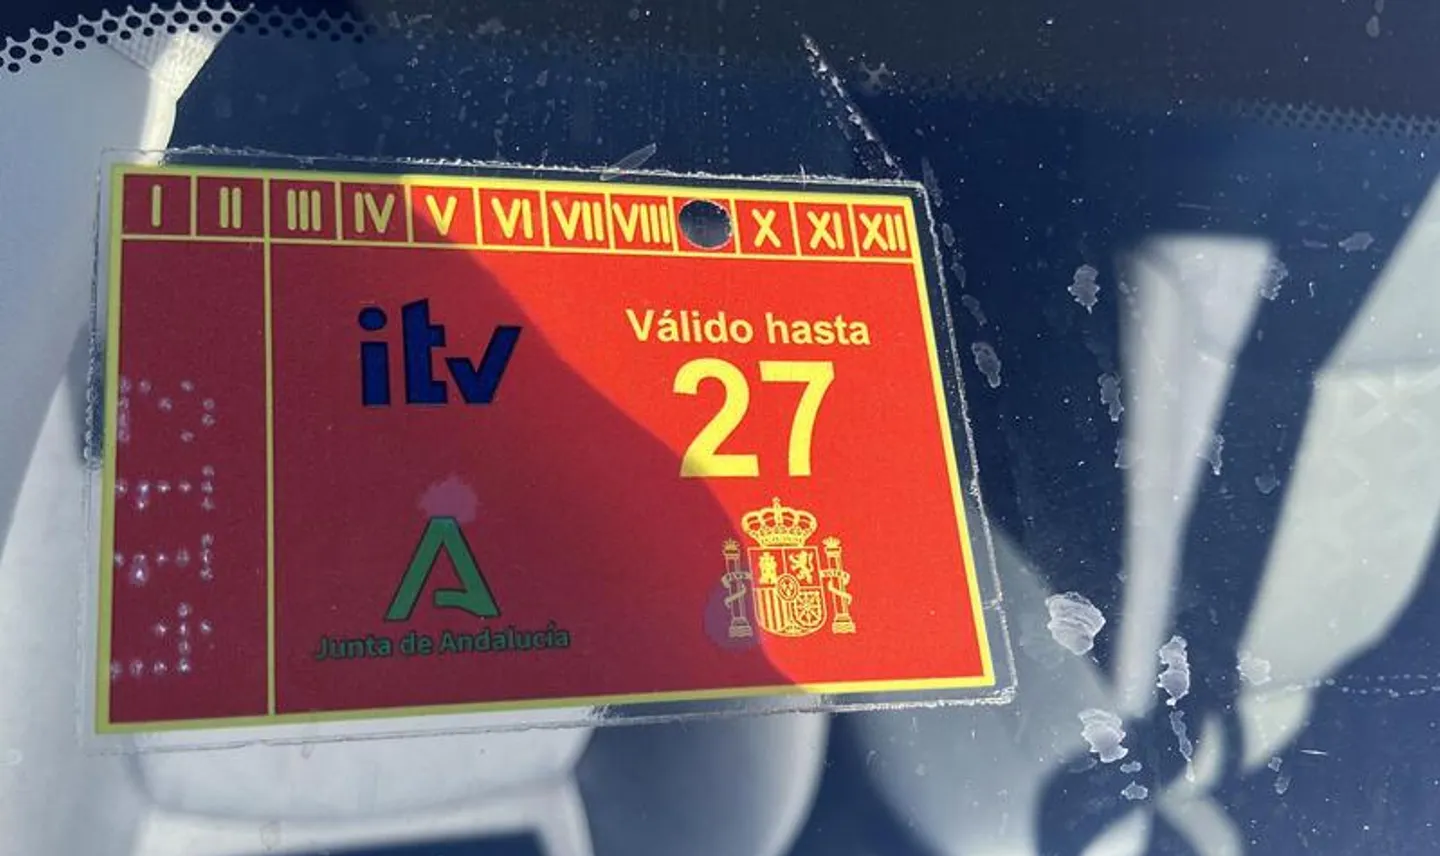 I II III IV V VI VII VIII X XI XII
itv
Válido hasta
27
Junta de Andalucía